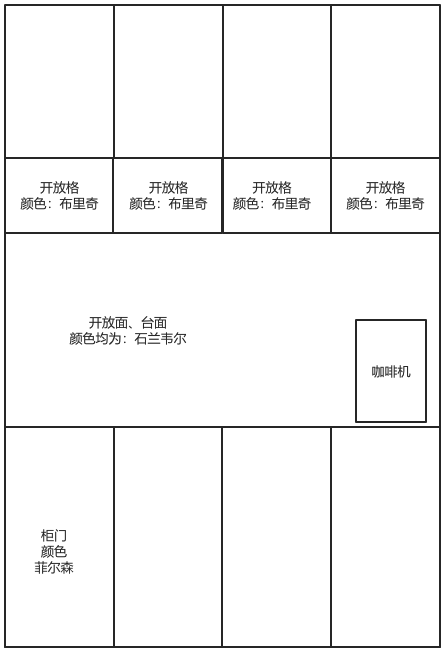 开放格
颜色：布里奇
开放格
颜色：布里奇
开放格
颜色：布里奇
开放格
颜色：布里奇
开放面、台面
颜色均为：石兰韦尔
咖啡机
柜门
颜色
菲尔森